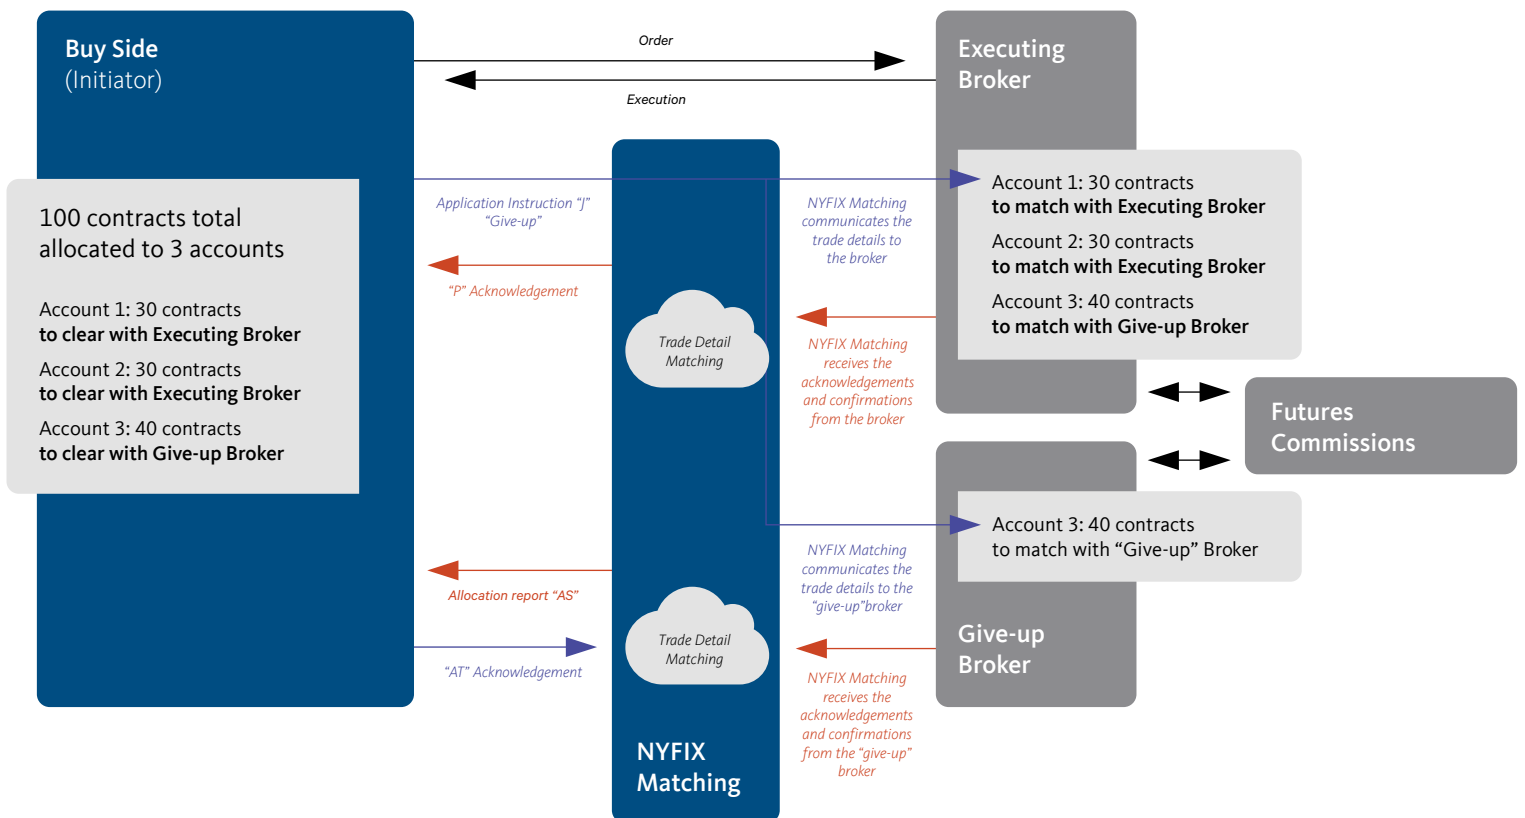 Buy Side
(Initiator)
Order
Execution
Executing
Broker
100 contracts total
allocated to 3 accounts
Account 1: 30 contracts
to clear with Executing Broker
Account 2: 30 contracts
to clear with Executing Broker
Account 3: 40 contracts
to clear with Give-up Broker
Application Instruction “J”
“Give-up”
“P” Acknowledgement
Trade Detail
Matching
NYFIX Matching
communicates the
trade details to
the broker
NYFIX Matching
receives the
acknowledgements
and confirmations
from the broker
Account 1: 30 contracts
to match with Executing Broker
Account 2: 30 contracts
to match with Executing Broker
Account 3: 40 contracts
to match with Give-up Broker
Futures
Commissions
Allocation report “AS”
“AT” Acknowledgement
Trade Detail
Matching
NYFIX Matching
communicates the
trade details to the
“give-up”broker
NYFIX Matching
receives the
acknowledgements
and confirmations
from the “give-up”
broker
Account 3: 40 contracts
to match with “Give-up” Broker
Give-up
Broker
NYFIX
Matching